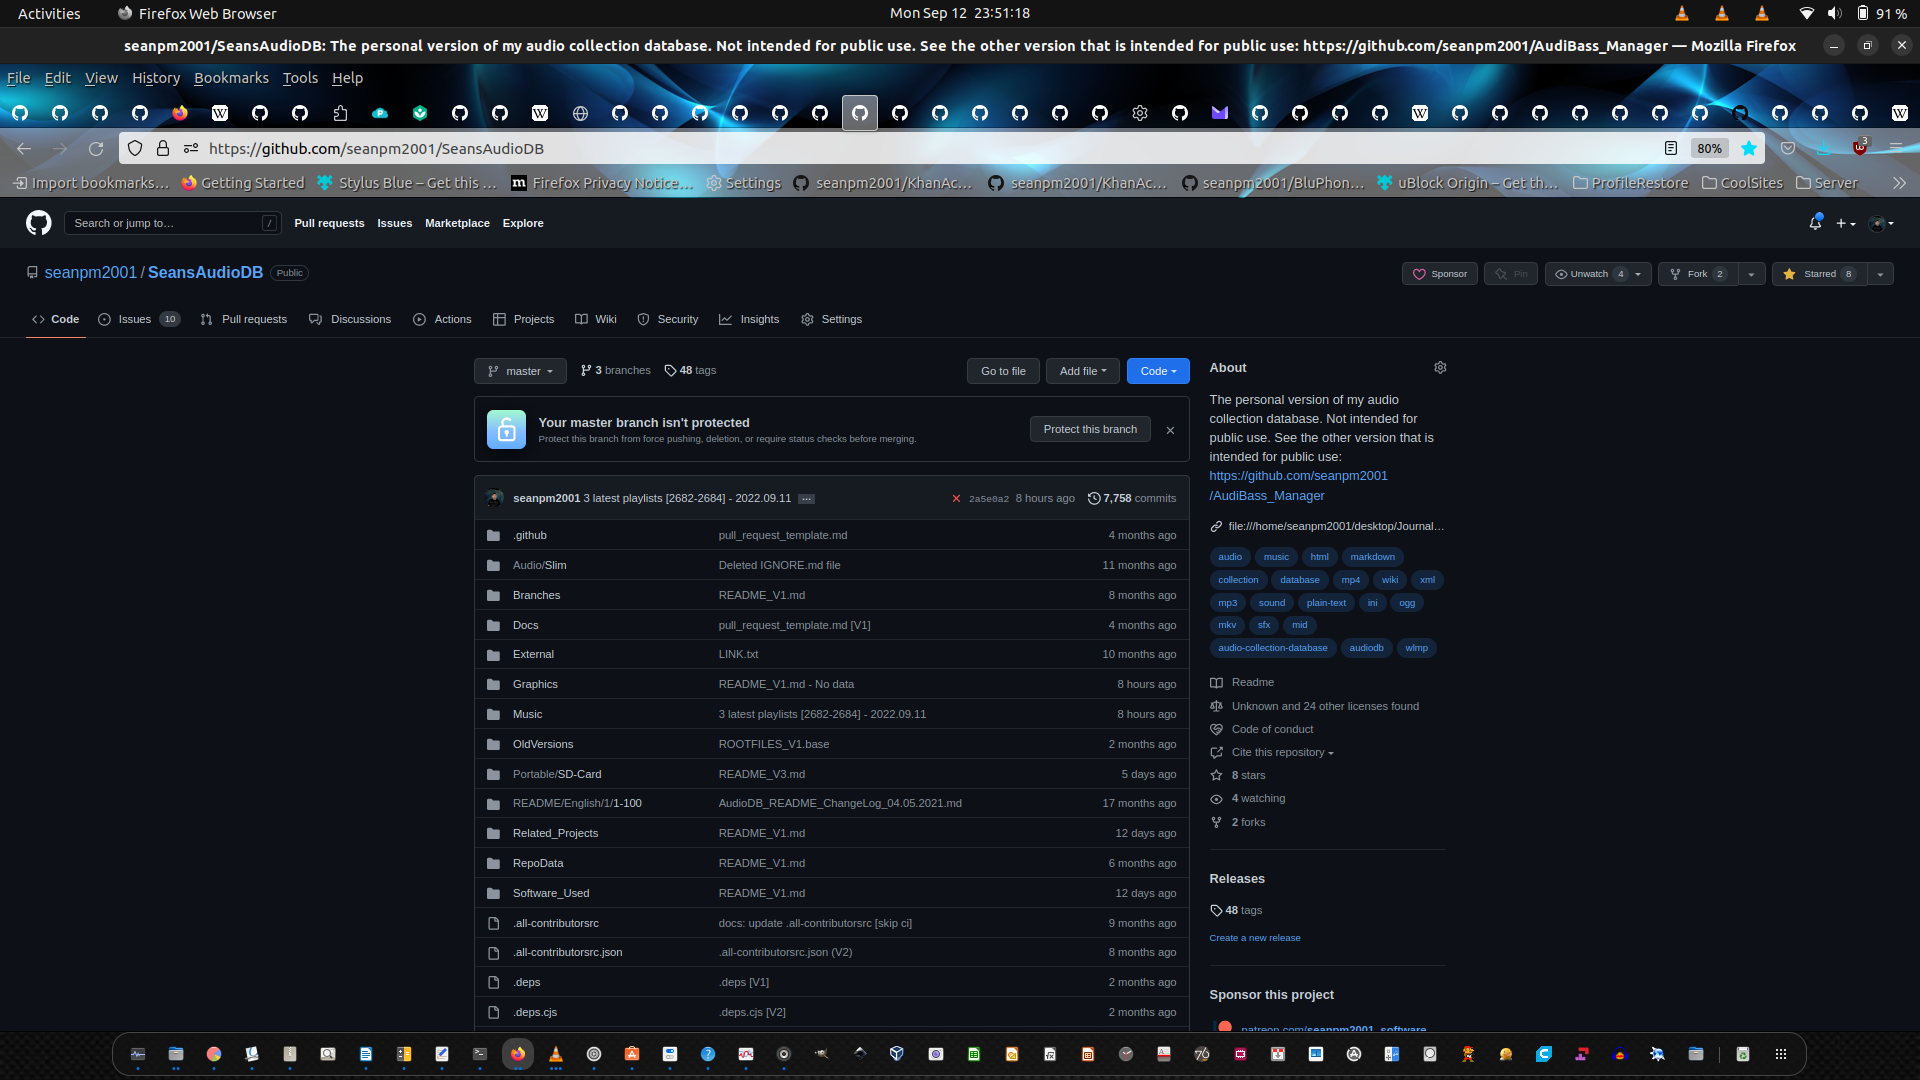 Activities
Firefox Web Browser
Mon Sep 12 23:51:18
91 %
seanpm2001/SeansAudioDB: The personal version of my audio collection database. Not intended for public use. See the other version that is intended for public use: https://github.com/seanpm2001/AudiBass_Manager — Mozilla Firefox
File Edit View History Bookmarks Tools Help
https://github.com/seanpm2001/SeansAudioDB
80%
3
Import bookmarks…
Getting Started
Stylus Blue – Get this …
Firefox Privacy Notice…
Settings
seanpm2001/KhanAc…
seanpm2001/KhanAc…
seanpm2001/BluPhon…
uBlock Origin – Get th…
ProfileRestore
CoolSites
Server
Search or jump to…
/
Pull requests Issues Marketplace Explore
seanpm2001 / SeansAudioDB Public
Sponsor
Pin
Unwatch 4
Fork 2
Starred 8
Code
Issues 10
Pull requests
Discussions
Actions
Projects
Wiki
Security
Insights
Settings
master
3 branches
48 tags
Go to file
Add file
Code
Your master branch isn't protected
Protect this branch from force pushing, deletion, or require status checks before merging.
Protect this branch
seanpm2001 3 latest playlists [2682-2684] - 2022.09.11 …
2a5e0a2 8 hours ago
7,758 commits
.github pull_request_template.md 4 months ago
Audio/Slim Deleted IGNORE.md file 11 months ago
Branches README_V1.md 8 months ago
Docs pull_request_template.md [V1] 4 months ago
External LINK.txt 10 months ago
Graphics README_V1.md - No data 8 hours ago
Music 3 latest playlists [2682-2684] - 2022.09.11 8 hours ago
OldVersions ROOTFILES_V1.base 2 months ago
Portable/SD-Card README_V3.md 5 days ago
README/English/1/1-100 AudioDB_README_ChangeLog_04.05.2021.md 17 months ago
Related_Projects README_V1.md 12 days ago
RepoData README_V1.md 6 months ago
Software_Used README_V1.md 12 days ago
.all-contributorsrc docs: update .all-contributorsrc [skip ci] 9 months ago
.all-contributorsrc.json .all-contributorsrc.json (V2) 8 months ago
.deps .deps [V1] 2 months ago
.deps.cjs .deps.cjs [V2] 2 months ago
About
The personal version of my audio
collection database. Not intended for
public use. See the other version that is
intended for public use:
https://github.com/seanpm2001
/AudiBass_Manager
file:///home/seanpm2001/desktop/Journal…
audio music html markdown
collection database mp4 wiki xml
mp3 sound plain-text ini ogg
mkv sfx mid
audio-collection-database audiodb wlmp
Readme
Unknown and 24 other licenses found
Code of conduct
Cite this repository
8 stars
4 watching
2 forks
Releases
48 tags
Create a new release
Sponsor this project
patreon.com/seanpm2001_software